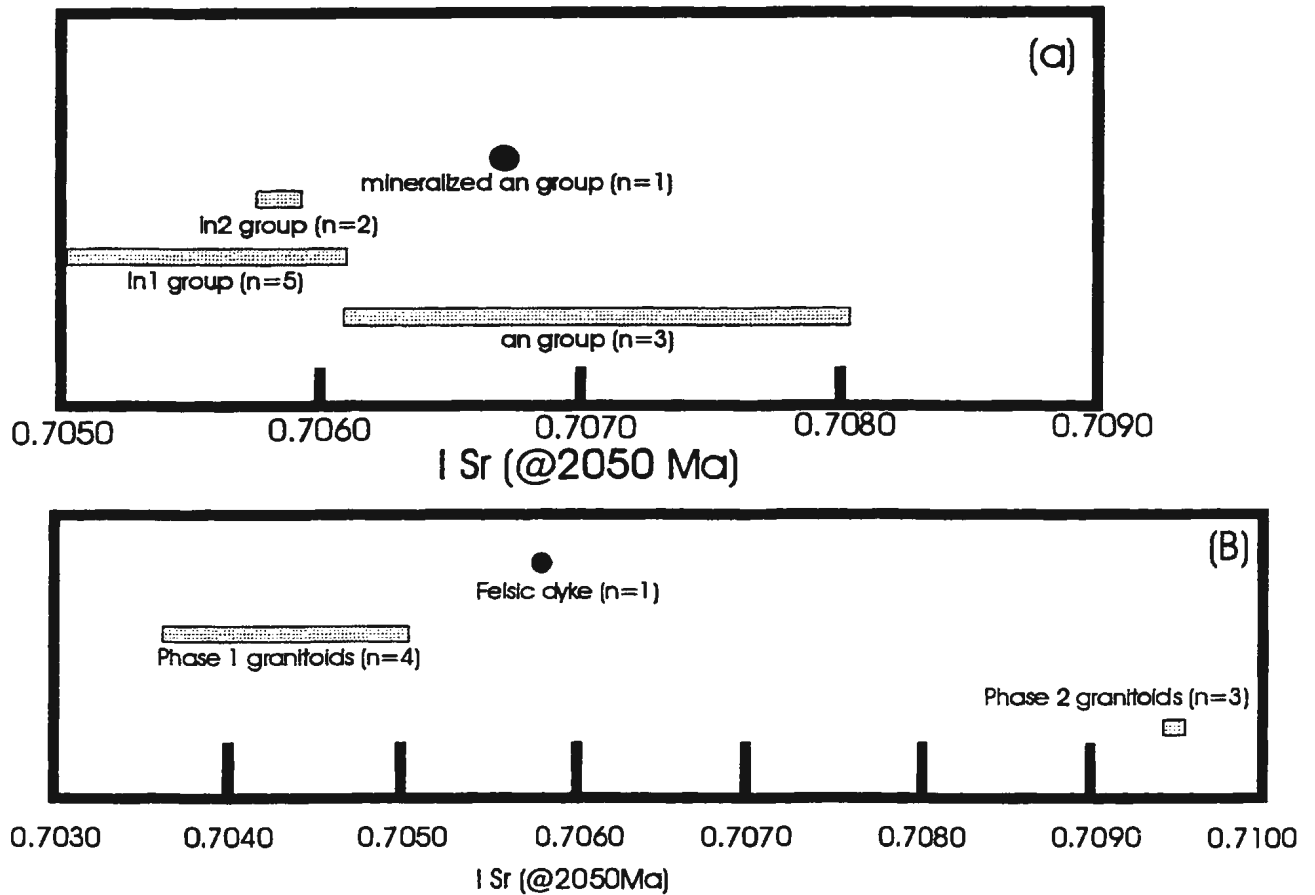 (a)
mineralized an group (n=1)
In2 group (n=2)
In1 group (n=5)
an group (n=3)
0.7050 0.7060 0.7070 0.7080 0.7090
I Sr (@2050 Ma)
(B)
Felsic dyke (n=1)
Phase 1 granitoids (n=4)
Phase 2 granitoids (n=3)
0.7030 0.7040 0.7050 0.7060 0.7070 0.7080 0.7090 0.7100
I Sr (@2050Ma)